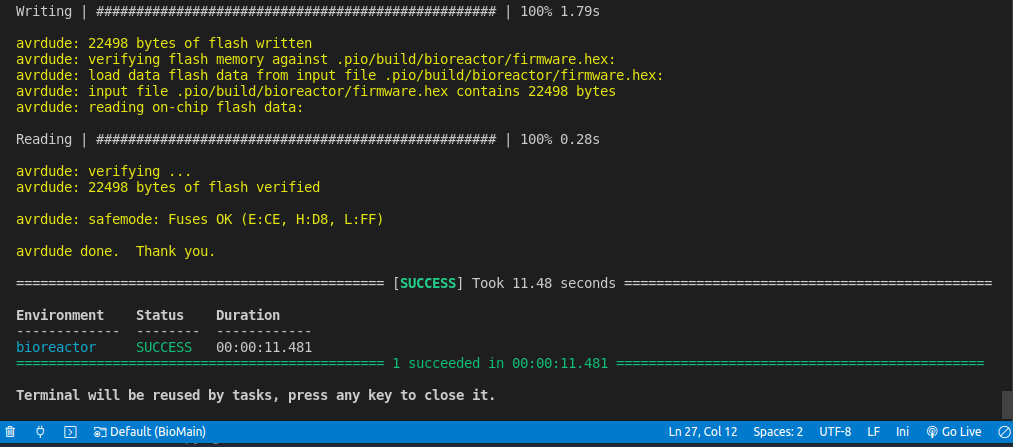 Writing | ################################################## | 100% 1.79s
avrdude: 22498 bytes of flash written
avrdude: verifying flash memory against .pio/build/bioreactor/firmware.hex:
avrdude: load data flash data from input file .pio/build/bioreactor/firmware.hex:
avrdude: input file .pio/build/bioreactor/firmware.hex contains 22498 bytes
avrdude: reading on-chip flash data:
Reading | ################################################## | 100% 0.28s
avrdude: verifying ...
avrdude: 22498 bytes of flash verified
avrdude: safemode: Fuses OK (E:CE, H:D8, L:FF)
avrdude done.  Thank you.
============================================== [SUCCESS] Took 11.48 seconds ==============================================
Environment    Status    Duration
-------------  --------  ------------
bioreactor     SUCCESS   00:00:11.481
============================================== 1 succeeded in 00:00:11.481 ==============================================
Terminal will be reused by tasks, press any key to close it.
Default (BioMain) Ln 27, Col 12 Spaces: 2 UTF-8 LF Ini Go Live